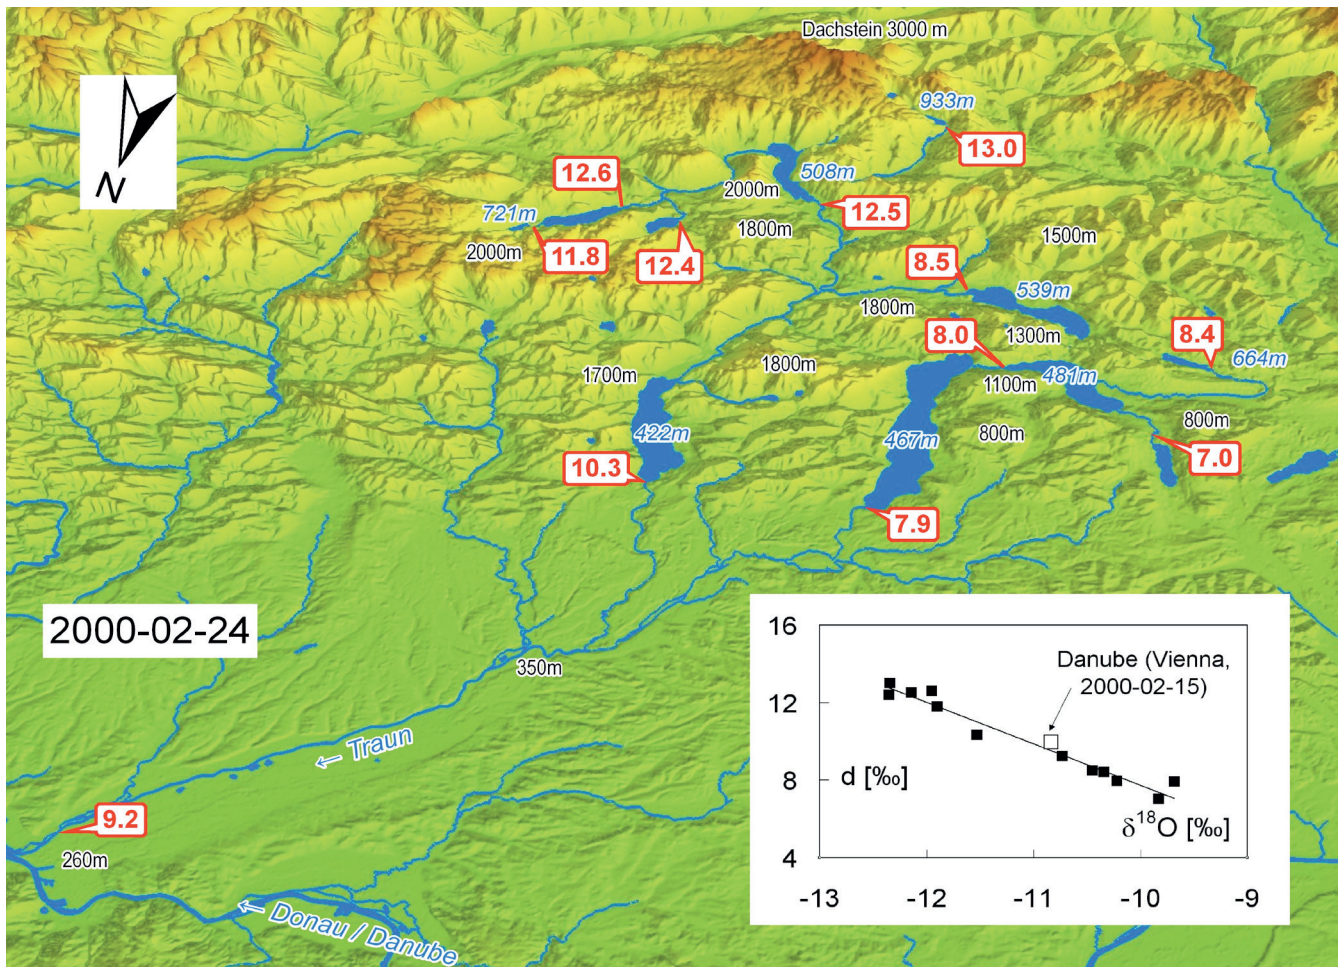 Dachstein 3000 m
933m
13.0
N
12.6
508m
2000m
721m
12.5
1800m
2000m
11.8
12.4
1500m
8.5
539m
1800m
8.0
1300m
8.4
664m
1700m
1800m
1100m
481m
422m
467m
800m
800m
10.3
7.0
7.9
2000-02-24
350m
← Traun
9.2
260m
← Donau / Danube
16
12
8
4
d [‰]
Danube (Vienna,
2000-02-15)
δ18O [‰]
-13
-12
-11
-10
-9